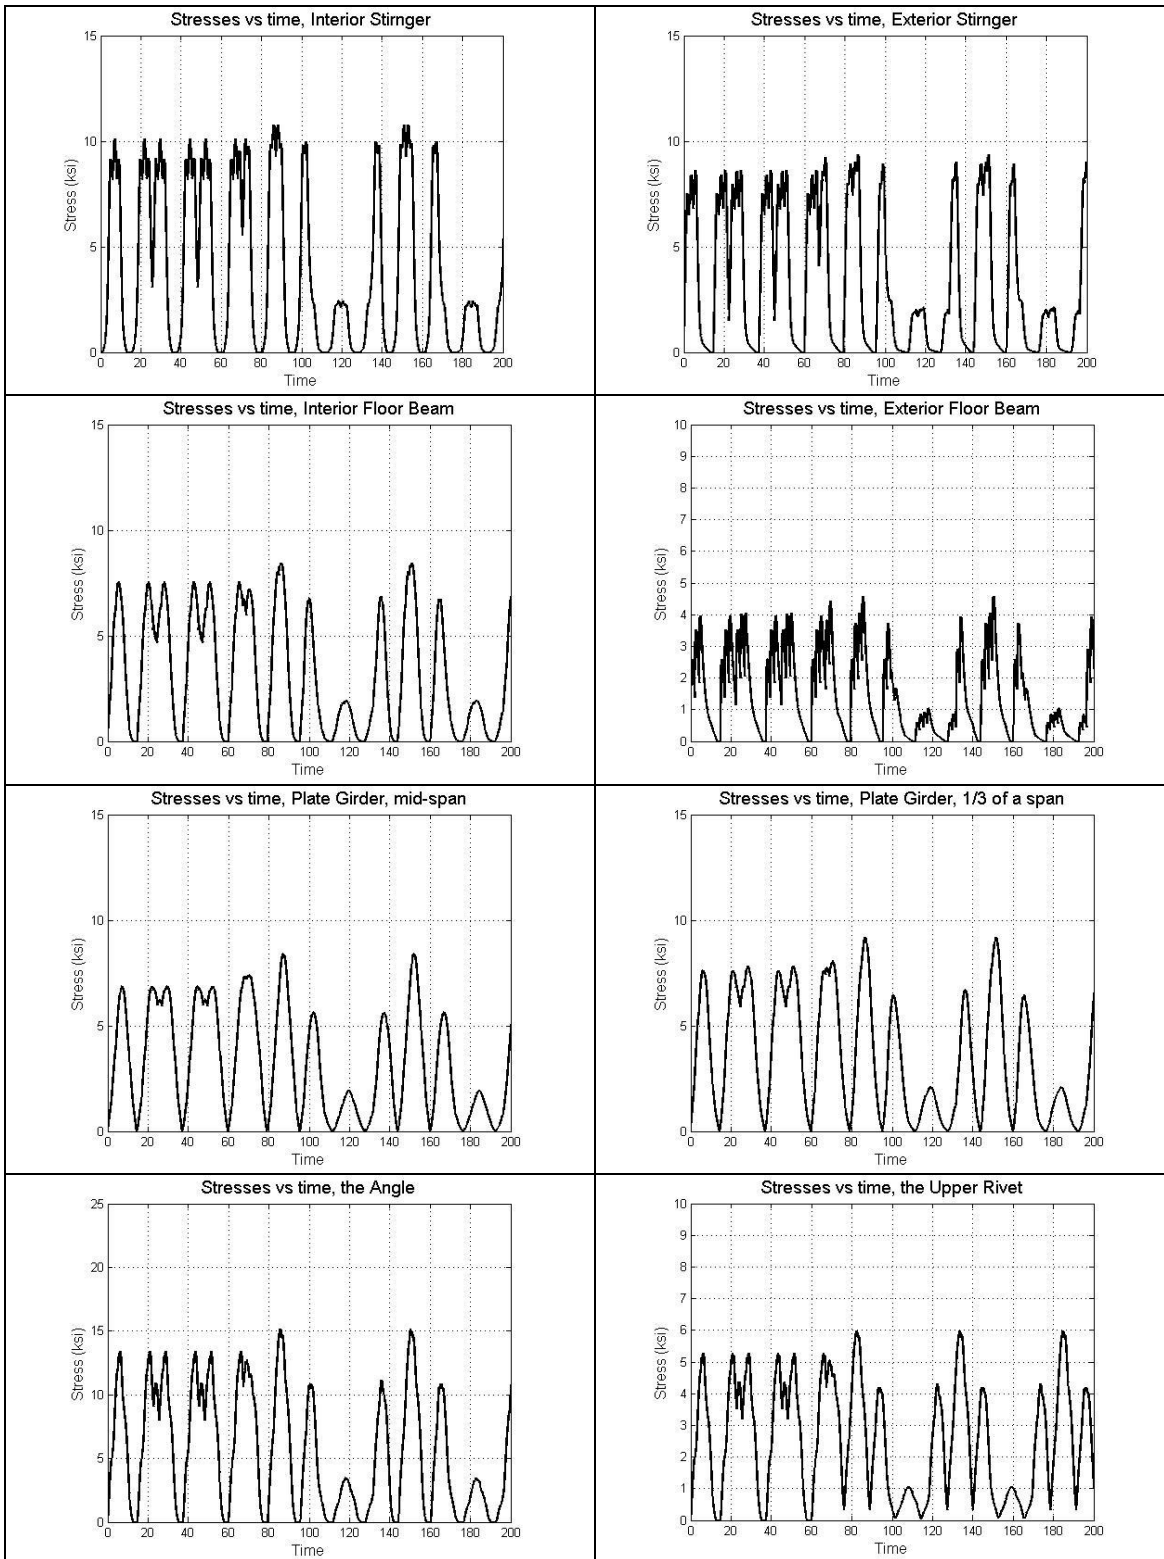 Stresses vs time, Interior Stirnger
15
10
5
0
Stress (ksi)
0 20 40 60 80 100 120 140 160 180 200
Time
Stresses vs time, Exterior Stirnger
15
10
5
0
Stress (ksi)
0 20 40 60 80 100 120 140 160 180 200
Time
Stresses vs time, Interior Floor Beam
15
10
5
0
Stress (ksi)
0 20 40 60 80 100 120 140 160 180 200
Time
Stresses vs time, Exterior Floor Beam
10
9
8
7
6
5
4
3
2
1
0
Stress (ksi)
0 20 40 60 80 100 120 140 160 180 200
Time
Stresses vs time, Plate Girder, mid-span
15
10
5
0
Stress (ksi)
0 20 40 60 80 100 120 140 160 180 200
Time
Stresses vs time, Plate Girder, 1/3 of a span
15
10
5
0
Stress (ksi)
0 20 40 60 80 100 120 140 160 180 200
Time
Stresses vs time, the Angle
25
20
15
10
5
0
Stress (ksi)
0 20 40 60 80 100 120 140 160 180 200
Time
Stresses vs time, the Upper Rivet
10
9
8
7
6
5
4
3
2
1
0
Stress (ksi)
0 20 40 60 80 100 120 140 160 180 200
Time